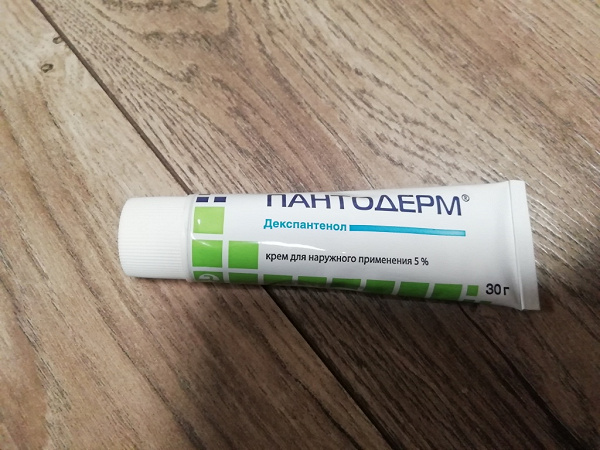 ПАНТОДЕРМ®
Декспантенол
крем для наружного применения 5 %
30 г